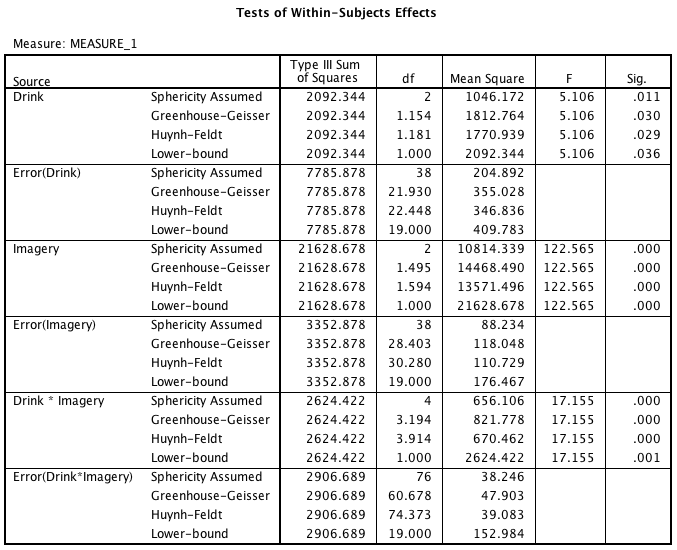 Tests of Within-Subjects Effects
Measure: MEASURE_1
Source Type III Sum of Squares df Mean Square F Sig.
Drink Sphericity Assumed 2092.344 2 1046.172 5.106 .011
Greenhouse-Geisser 2092.344 1.154 1812.764 5.106 .030
Huynh-Feldt 2092.344 1.181 1770.939 5.106 .029
Lower-bound 2092.344 1.000 2092.344 5.106 .036
Error(Drink) Sphericity Assumed 7785.878 38 204.892
Greenhouse-Geisser 7785.878 21.930 355.028
Huynh-Feldt 7785.878 22.448 346.836
Lower-bound 7785.878 19.000 409.783
Imagery Sphericity Assumed 21628.678 2 10814.339 122.565 .000
Greenhouse-Geisser 21628.678 1.495 14468.490 122.565 .000
Huynh-Feldt 21628.678 1.594 13571.496 122.565 .000
Lower-bound 21628.678 1.000 21628.678 122.565 .000
Error(Imagery) Sphericity Assumed 3352.878 38 88.234
Greenhouse-Geisser 3352.878 28.403 118.048
Huynh-Feldt 3352.878 30.280 110.729
Lower-bound 3352.878 19.000 176.467
Drink * Imagery Sphericity Assumed 2624.422 4 656.106 17.155 .000
Greenhouse-Geisser 2624.422 3.194 821.778 17.155 .000
Huynh-Feldt 2624.422 3.914 670.462 17.155 .000
Lower-bound 2624.422 1.000 2624.422 17.155 .001
Error(Drink*Imagery) Sphericity Assumed 2906.689 76 38.246
Greenhouse-Geisser 2906.689 60.678 47.903
Huynh-Feldt 2906.689 74.373 39.083
Lower-bound 2906.689 19.000 152.984